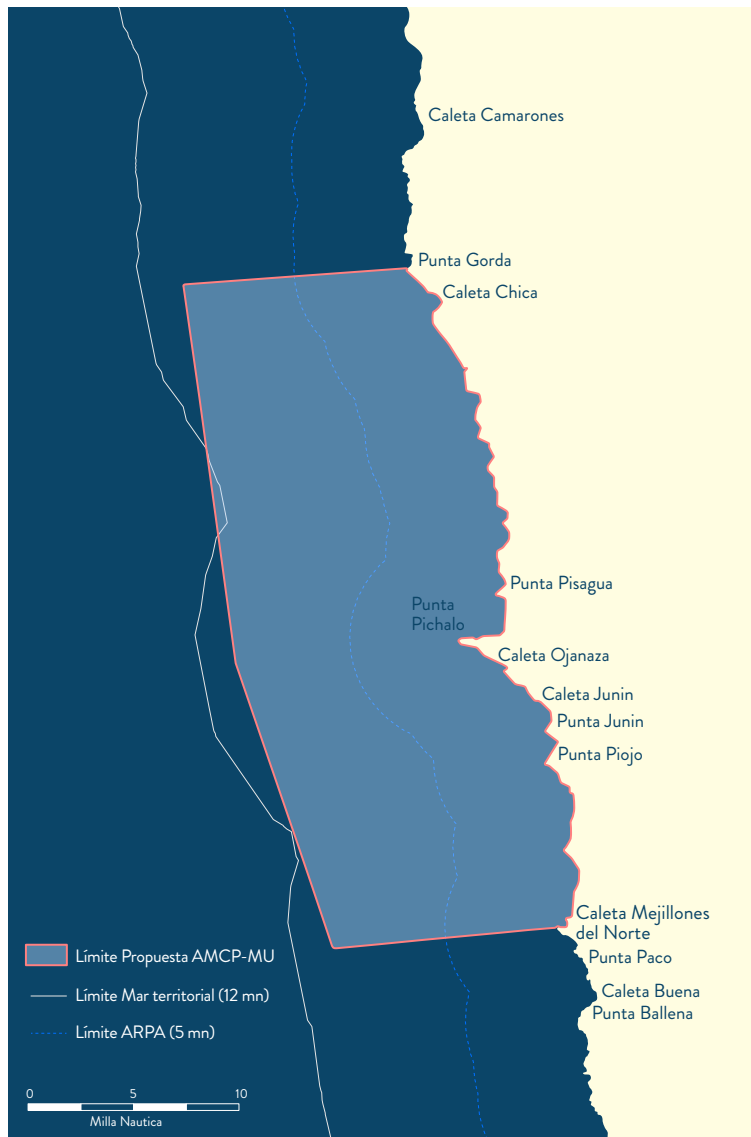 Caleta Camarones
Punta Gorda
Caleta Chica
Punta Pisagua
Punta
Pichalo
Caleta Ojanaza
Caleta Junin
Punta Junin
Punta Piojo
Caleta Mejillones
del Norte
Punta Paco
Caleta Buena
Punta Ballena
Límite Propuesta AMCP-MU
Límite Mar territorial (12 mn)
Límite ARPA (5 mn)
0 5 10
Milla Nautica